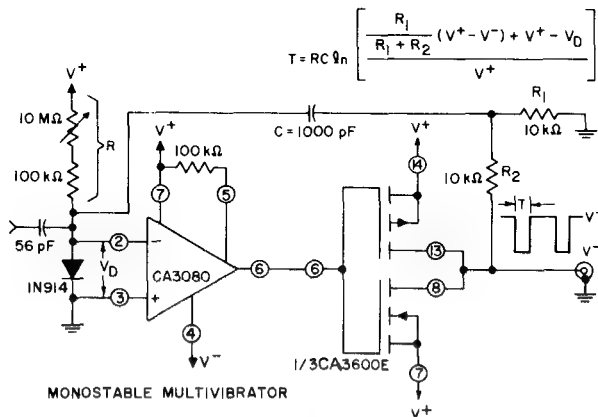 T = RC ln [ R1 / (R1 + R2) (V+ - V-) + V+ - VD / V+ ]
V+
10 MΩ
R
100 kΩ
C = 1000 pF
R1
10 kΩ
V+
100 kΩ
V+
10 kΩ
R2
7
5
14
T
V+
V-
56 pF
2
-
VD
CA3080
6
6
13
8
1N914
3
+
4
V-
1/3CA3600E
7
V+
MONOSTABLE MULTIVIBRATOR